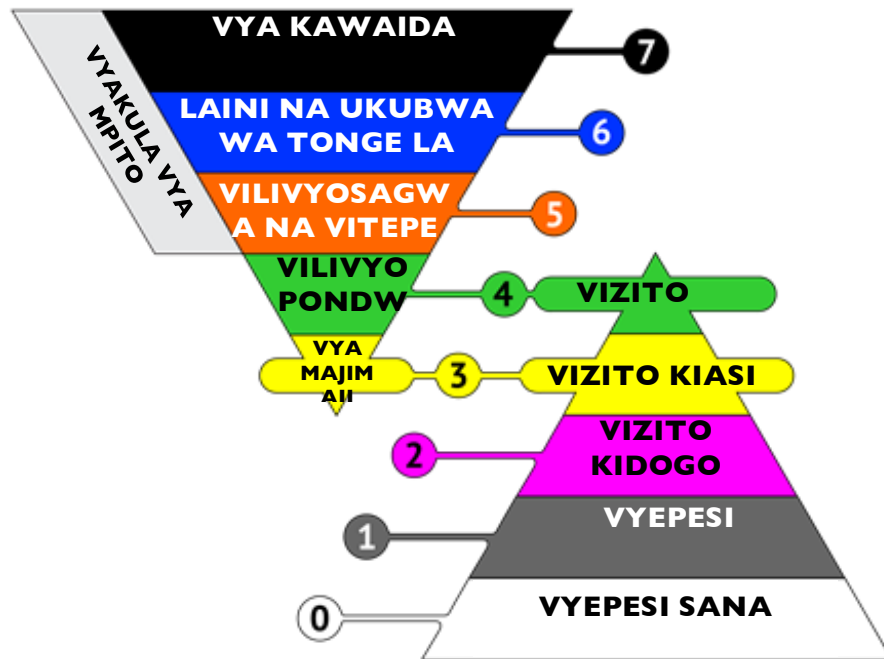 VYA KAWAIDA
7
VYAKULA VYA
MPITO
LAINI NA UKUBWA
WA TONGE LA
6
VILIVYOSAGW
A NA VITEPE
5
VILIVYO
PONDW
4
VIZITO
VYA
MAJIM
AII
3
VIZITO KIASI
2
VIZITO
KIDOGO
1
VYEPESI
0
VYEPESI SANA